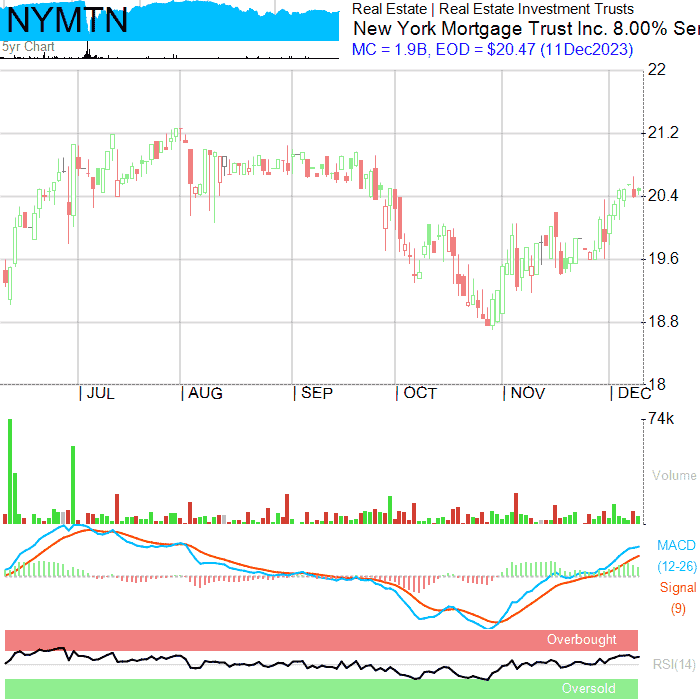 NYMTN
5yr Chart
Real Estate | Real Estate Investment Trusts
New York Mortgage Trust Inc. 8.00% Ser
MC = 1.9B, EOD = $20.47 (11Dec2023)
22
21.2
20.4
19.6
18.8
18
JUL AUG SEP OCT NOV DEC
74k
Volume
MACD
(12-26)
Signal
(9)
Overbought
RSI(14)
Oversold